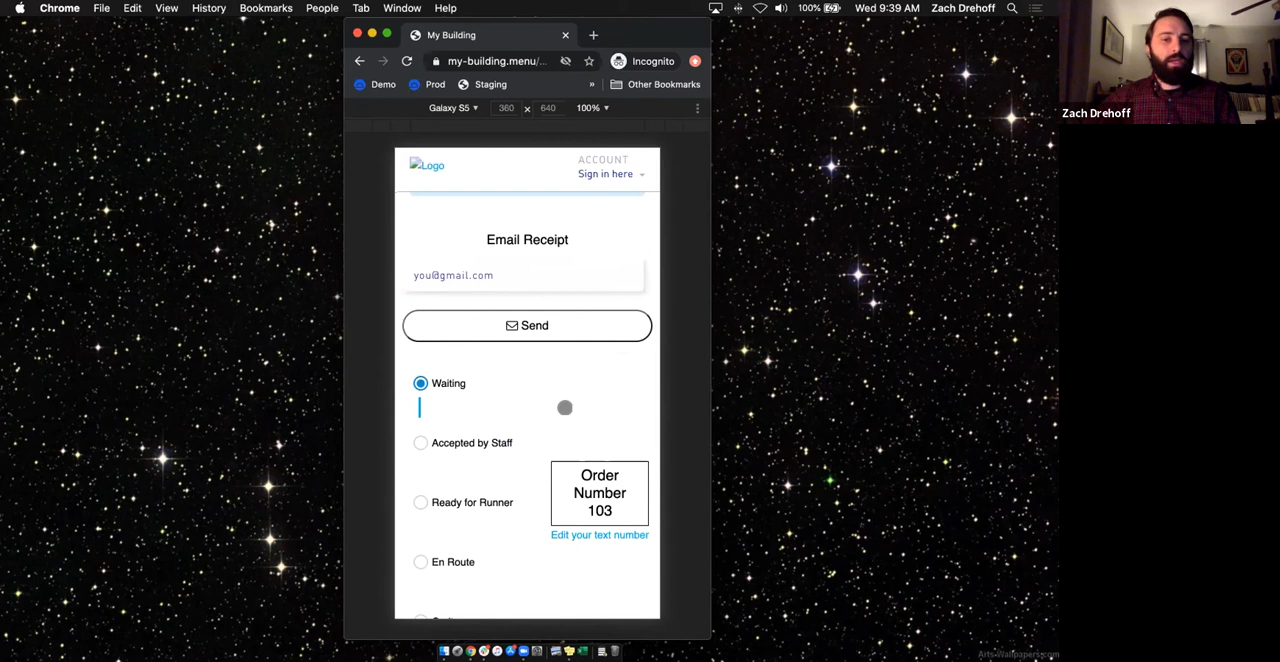 Chrome File Edit View History Bookmarks People Tab Window Help 100% Wed 9:39 AM Zach Drehoff
My Building
my-building.menu/... Incognito
Demo Prod Staging » Other Bookmarks
Galaxy S5 ▾ 360 × 640 100% ▾
Logo
ACCOUNT
Sign in here
Email Receipt
you@gmail.com
Send
Waiting
Accepted by Staff
Ready for Runner
En Route
Order
Number
103
Edit your text number
Zach Drehoff
Arts-Wallpapers.com